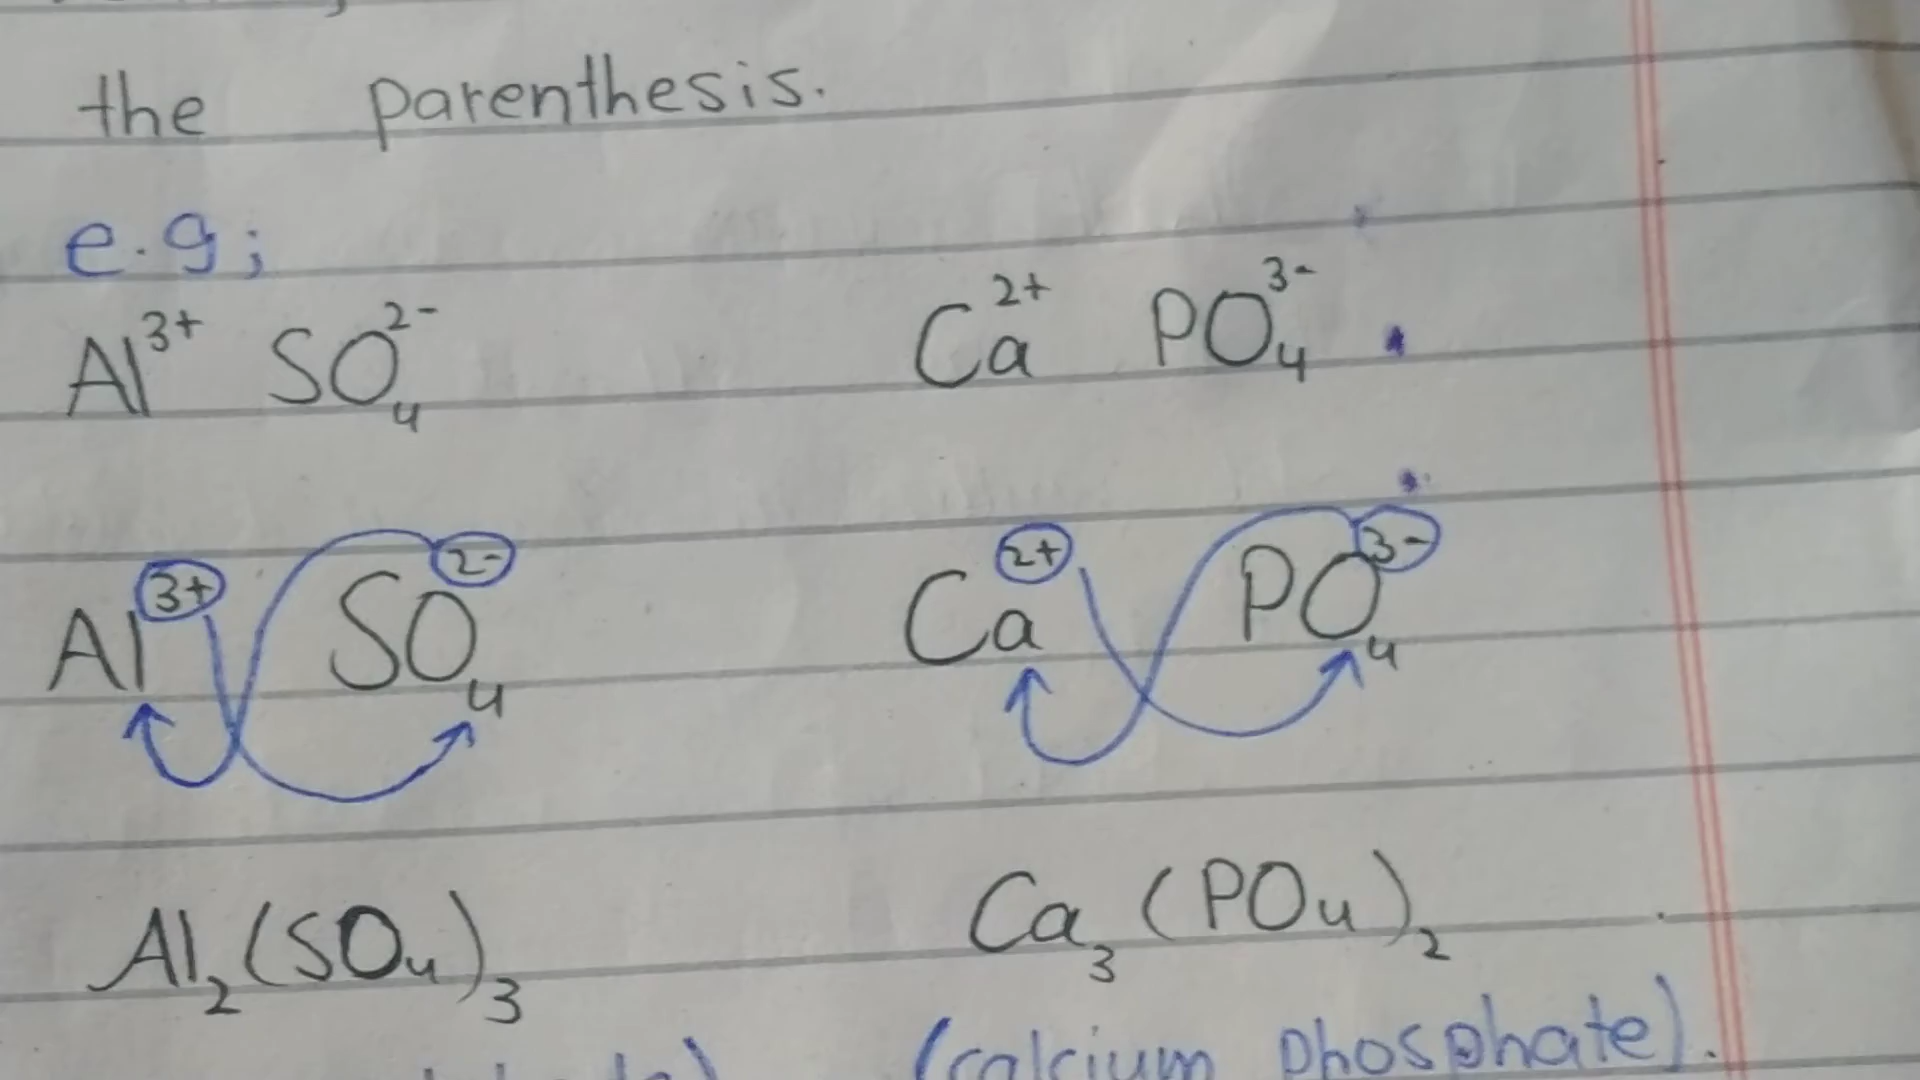 the parenthesis.
e.g;
Al³⁺ SO₄²⁻ Ca²⁺ PO₄³⁻
Al³⁺ SO₄²⁻ Ca²⁺ PO₄³⁻
Al₂(SO₄)₃ Ca₃(PO₄)₂
(calcium phosphate).